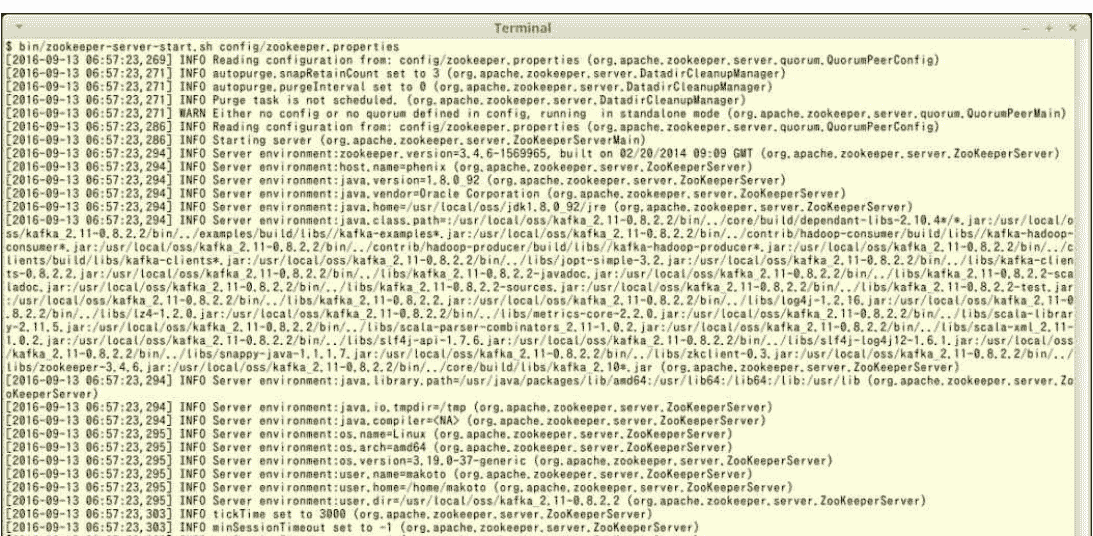 Terminal
$ bin/zookeeper-server-start.sh config/zookeeper.properties
[2016-09-13 06:57:23,269] INFO Reading configuration from: config/zookeeper.properties (org.apache.zookeeper.server.quorum.QuorumPeerConfig)
[2016-09-13 06:57:23,271] INFO autopurge.snapRetainCount set to 3 (org.apache.zookeeper.server.DatadirCleanupManager)
[2016-09-13 06:57:23,271] INFO autopurge.purgeInterval set to 0 (org.apache.zookeeper.server.DatadirCleanupManager)
[2016-09-13 06:57:23,271] INFO Purge task is not scheduled. (org.apache.zookeeper.server.DatadirCleanupManager)
[2016-09-13 06:57:23,271] WARN Either no config or no quorum defined in config, running  in standalone mode (org.apache.zookeeper.server.quorum.QuorumPeerMain)
[2016-09-13 06:57:23,286] INFO Reading configuration from: config/zookeeper.properties (org.apache.zookeeper.server.quorum.QuorumPeerConfig)
[2016-09-13 06:57:23,286] INFO Starting server (org.apache.zookeeper.server.ZooKeeperServerMain)
[2016-09-13 06:57:23,294] INFO Server environment:zookeeper.version=3.4.6-1569965, built on 02/20/2014 09:09 GMT (org.apache.zookeeper.server.ZooKeeperServer)
[2016-09-13 06:57:23,294] INFO Server environment:host.name=phenix (org.apache.zookeeper.server.ZooKeeperServer)
[2016-09-13 06:57:23,294] INFO Server environment:java.version=1.8.0_92 (org.apache.zookeeper.server.ZooKeeperServer)
[2016-09-13 06:57:23,294] INFO Server environment:java.vendor=Oracle Corporation (org.apache.zookeeper.server.ZooKeeperServer)
[2016-09-13 06:57:23,294] INFO Server environment:java.home=/usr/local/oss/jdk1.8.0_92/jre (org.apache.zookeeper.server.ZooKeeperServer)
[2016-09-13 06:57:23,294] INFO Server environment:java.class.path=:/usr/local/oss/kafka_2.11-0.8.2.2/bin/../core/build/dependant-libs-2.10.4*/*.jar:/usr/local/o
ss/kafka_2.11-0.8.2.2/bin/../examples/build/libs//kafka-examples*.jar:/usr/local/oss/kafka_2.11-0.8.2.2/bin/../contrib/hadoop-consumer/build/libs//kafka-hadoop-
consumer*.jar:/usr/local/oss/kafka_2.11-0.8.2.2/bin/../contrib/hadoop-producer/build/libs//kafka-hadoop-producer*.jar:/usr/local/oss/kafka_2.11-0.8.2.2/bin/../c
lients/build/libs/kafka-clients*.jar:/usr/local/oss/kafka_2.11-0.8.2.2/bin/../libs/jopt-simple-3.2.jar:/usr/local/oss/kafka_2.11-0.8.2.2/bin/../libs/kafka-clien
ts-0.8.2.2.jar:/usr/local/oss/kafka_2.11-0.8.2.2/bin/../libs/kafka_2.11-0.8.2.2-javadoc.jar:/usr/local/oss/kafka_2.11-0.8.2.2/bin/../libs/kafka_2.11-0.8.2.2-sca
ladoc.jar:/usr/local/oss/kafka_2.11-0.8.2.2/bin/../libs/kafka_2.11-0.8.2.2-sources.jar:/usr/local/oss/kafka_2.11-0.8.2.2/bin/../libs/kafka_2.11-0.8.2.2-test.jar
:/usr/local/oss/kafka_2.11-0.8.2.2/bin/../libs/kafka_2.11-0.8.2.2.jar:/usr/local/oss/kafka_2.11-0.8.2.2/bin/../libs/log4j-1.2.16.jar:/usr/local/oss/kafka_2.11-0
.8.2.2/bin/../libs/lz4-1.2.0.jar:/usr/local/oss/kafka_2.11-0.8.2.2/bin/../libs/metrics-core-2.2.0.jar:/usr/local/oss/kafka_2.11-0.8.2.2/bin/../libs/scala-librar
y-2.11.5.jar:/usr/local/oss/kafka_2.11-0.8.2.2/bin/../libs/scala-parser-combinators_2.11-1.0.2.jar:/usr/local/oss/kafka_2.11-0.8.2.2/bin/../libs/scala-xml_2.11-
1.0.2.jar:/usr/local/oss/kafka_2.11-0.8.2.2/bin/../libs/slf4j-api-1.7.6.jar:/usr/local/oss/kafka_2.11-0.8.2.2/bin/../libs/slf4j-log4j12-1.6.1.jar:/usr/local/oss
/kafka_2.11-0.8.2.2/bin/../libs/snappy-java-1.1.1.7.jar:/usr/local/oss/kafka_2.11-0.8.2.2/bin/../libs/zkclient-0.3.jar:/usr/local/oss/kafka_2.11-0.8.2.2/bin/../
libs/zookeeper-3.4.6.jar:/usr/local/oss/kafka_2.11-0.8.2.2/bin/../core/build/libs/kafka_2.10*.jar (org.apache.zookeeper.server.ZooKeeperServer)
[2016-09-13 06:57:23,294] INFO Server environment:java.library.path=/usr/java/packages/lib/amd64:/usr/lib64:/lib64:/lib:/usr/lib (org.apache.zookeeper.server.Zo
oKeeperServer)
[2016-09-13 06:57:23,294] INFO Server environment:java.io.tmpdir=/tmp (org.apache.zookeeper.server.ZooKeeperServer)
[2016-09-13 06:57:23,294] INFO Server environment:java.compiler=<NA> (org.apache.zookeeper.server.ZooKeeperServer)
[2016-09-13 06:57:23,295] INFO Server environment:os.name=Linux (org.apache.zookeeper.server.ZooKeeperServer)
[2016-09-13 06:57:23,295] INFO Server environment:os.arch=amd64 (org.apache.zookeeper.server.ZooKeeperServer)
[2016-09-13 06:57:23,295] INFO Server environment:os.version=3.19.0-37-generic (org.apache.zookeeper.server.ZooKeeperServer)
[2016-09-13 06:57:23,295] INFO Server environment:user.name=makoto (org.apache.zookeeper.server.ZooKeeperServer)
[2016-09-13 06:57:23,295] INFO Server environment:user.home=/home/makoto (org.apache.zookeeper.server.ZooKeeperServer)
[2016-09-13 06:57:23,295] INFO Server environment:user.dir=/usr/local/oss/kafka_2.11-0.8.2.2 (org.apache.zookeeper.server.ZooKeeperServer)
[2016-09-13 06:57:23,303] INFO tickTime set to 3000 (org.apache.zookeeper.server.ZooKeeperServer)
[2016-09-13 06:57:23,303] INFO minSessionTimeout set to -1 (org.apache.zookeeper.server.ZooKeeperServer)